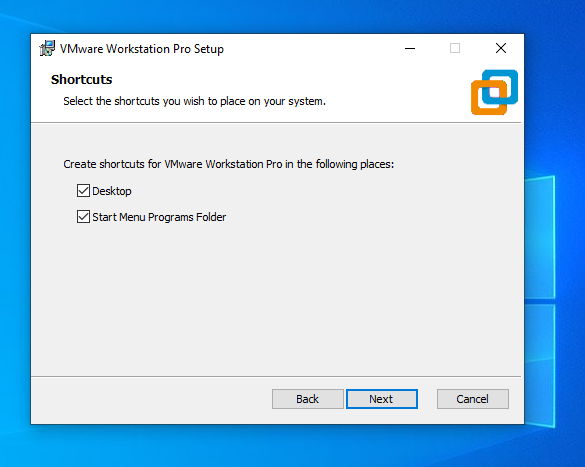 VMware Workstation Pro Setup
Shortcuts
Select the shortcuts you wish to place on your system.
Create shortcuts for VMware Workstation Pro in the following places:
Desktop
Start Menu Programs Folder
Back Next Cancel